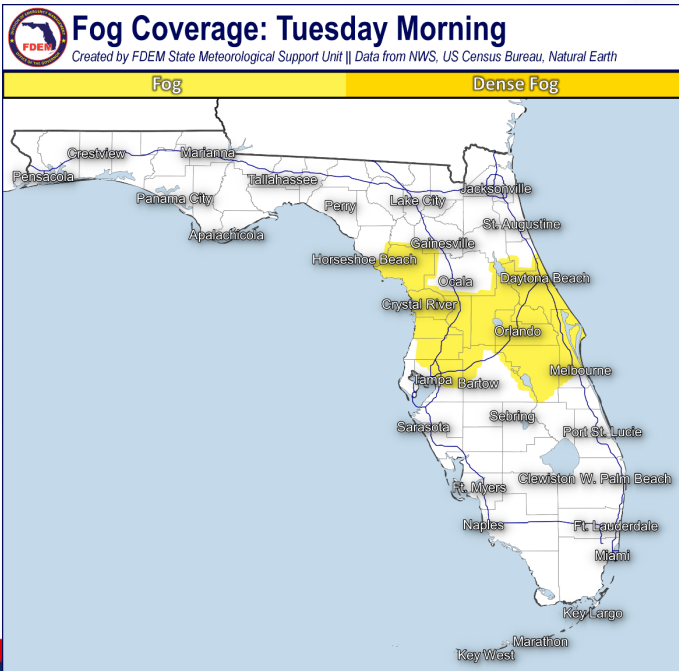 Fog Coverage: Tuesday Morning
FDEM
Created by FDEM State Meteorological Support Unit || Data from NWS, US Census Bureau, Natural Earth
Fog
Dense Fog
Crestview
Marianna
Pensacola
Tallahassee
Jacksonville
Panama City
Perry
Lake City
Apalachicola
St. Augustine
Gainesville
Horseshoe Beach
Ocala
Daytona Beach
Crystal River
Orlando
Tampa
Bartow
Melbourne
Sebring
Sarasota
Port St. Lucie
Ft. Myers
Clewiston
W. Palm Beach
Naples
Ft. Lauderdale
Miami
Key Largo
Marathon
Key West